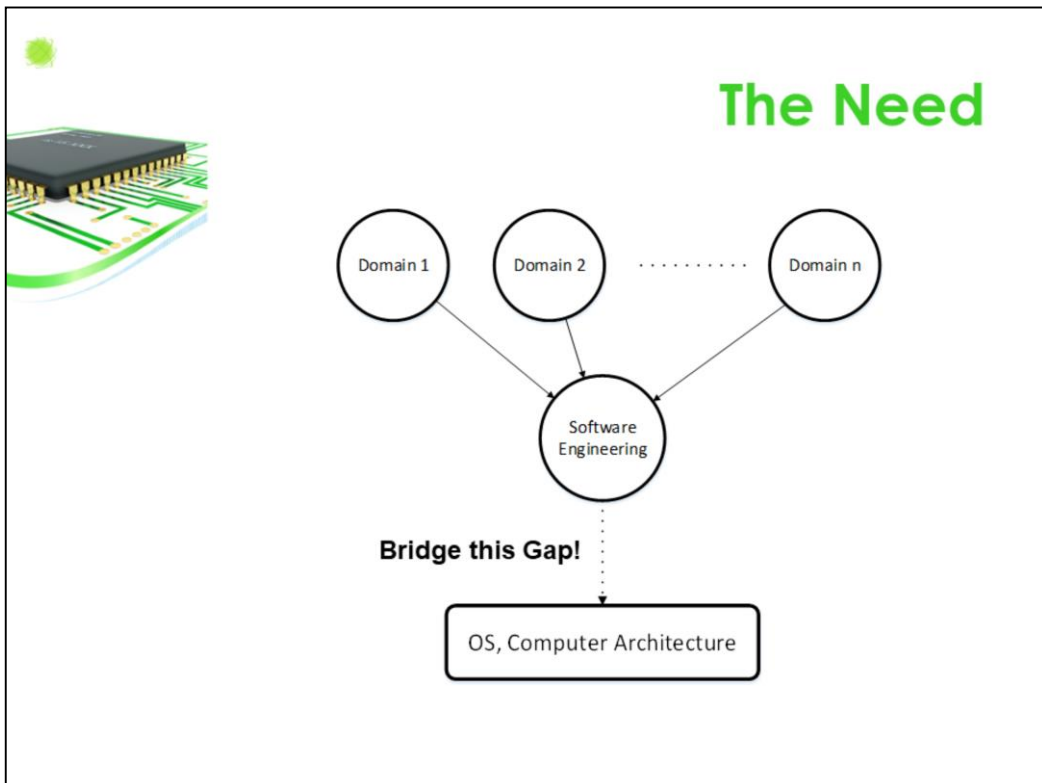 The Need
Domain 1
Domain 2
Domain n
Software
Engineering
Bridge this Gap!
OS, Computer Architecture